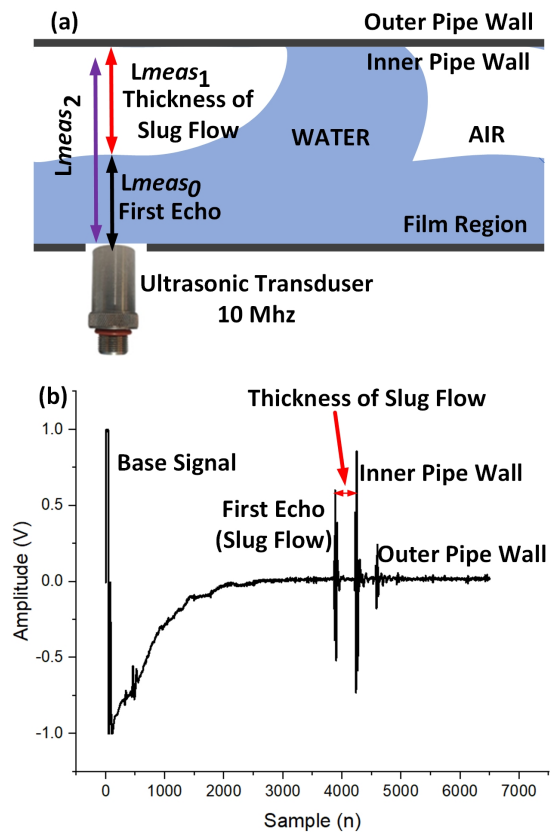 (a)
Outer Pipe Wall
Inner Pipe Wall
Lmeas1
Thickness of
Slug Flow
Lmeas2
WATER
AIR
Lmeas0
First Echo
Film Region
Ultrasonic Transduser
10 Mhz
(b)
Thickness of Slug Flow
Base Signal
Inner Pipe Wall
First Echo
(Slug Flow)
Outer Pipe Wall
Amplitude (V)
1.0
0.5
0.0
-0.5
-1.0
0 1000 2000 3000 4000 5000 6000 7000
Sample (n)